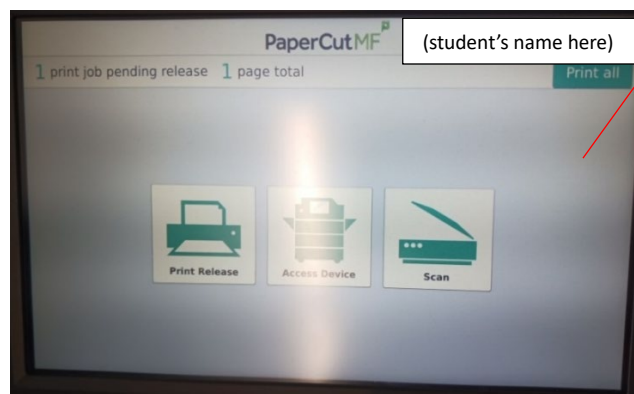 PaperCutMF
(student's name here)
1 print job pending release 1 page total
Print all
Print Release
Access Device
Scan